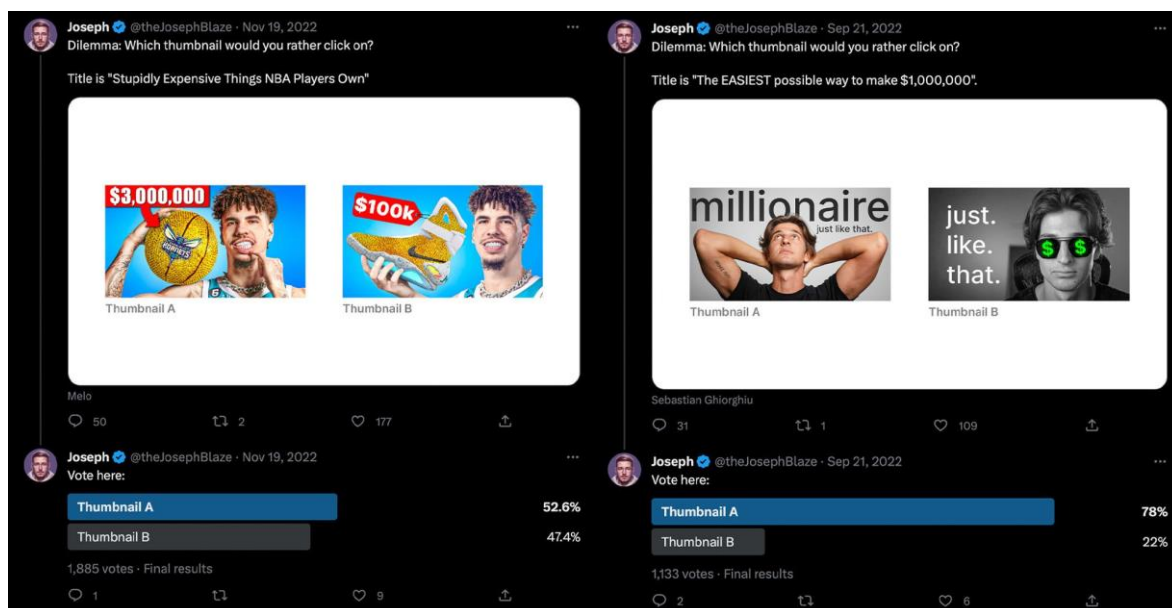 Joseph @theJosephBlaze · Nov 19, 2022
Dilemma: Which thumbnail would you rather click on?
Title is "Stupidly Expensive Things NBA Players Own"
$3,000,000
HORNETS
$100k
Thumbnail A
Thumbnail B
Melo
50 2 177
Joseph @theJosephBlaze · Nov 19, 2022
Vote here:
Thumbnail A 52.6%
Thumbnail B 47.4%
1,885 votes · Final results
1 9
Joseph @theJosephBlaze · Sep 21, 2022
Dilemma: Which thumbnail would you rather click on?
Title is "The EASIEST possible way to make $1,000,000".
millionaire
just like that.
just.
like.
that.
$ $
Thumbnail A
Thumbnail B
Sebastian Ghiorghiu
31 1 109
Joseph @theJosephBlaze · Sep 21, 2022
Vote here:
Thumbnail A 78%
Thumbnail B 22%
1,133 votes · Final results
2 6